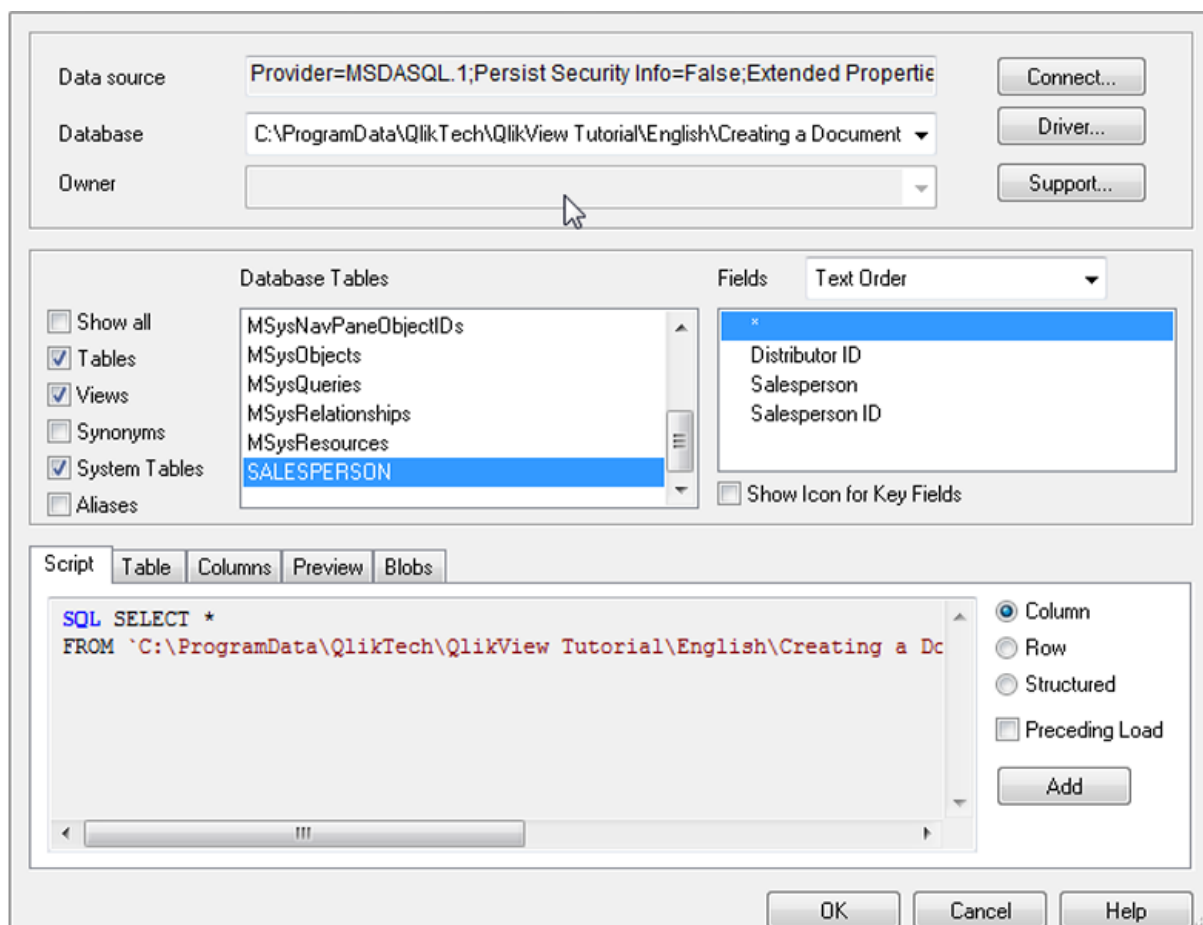 Data source Provider=MSDASQL.1;Persist Security Info=False;Extended Propertie Connect...
Database C:\ProgramData\QlikTech\QlikView Tutorial\English\Creating a Document Driver...
Owner Support...
Database Tables Fields Text Order
Show all
Tables
Views
Synonyms
System Tables
Aliases
MSysNavPaneObjectIDs
MSysObjects
MSysQueries
MSysRelationships
MSysResources
SALESPERSON
*
Distributor ID
Salesperson
Salesperson ID
Show Icon for Key Fields
Script Table Columns Preview Blobs
SQL SELECT *
FROM `C:\ProgramData\QlikTech\QlikView Tutorial\English\Creating a Do
Column
Row
Structured
Preceding Load
Add
OK Cancel Help